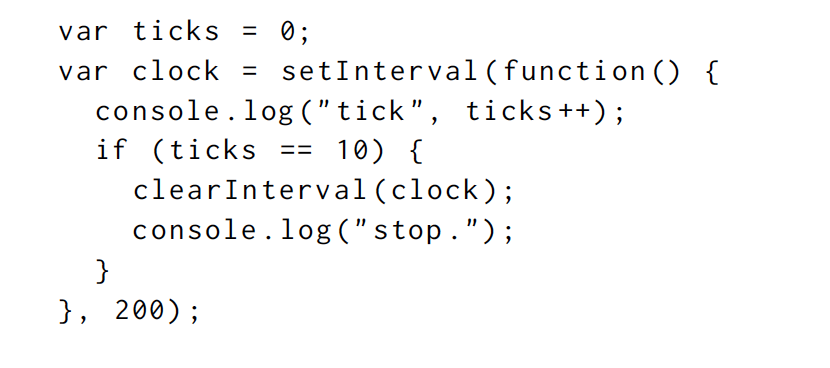 var ticks = 0;
var clock = setInterval(function() {
  console.log("tick", ticks++);
  if (ticks == 10) {
    clearInterval(clock);
    console.log("stop.");
  }
}, 200);